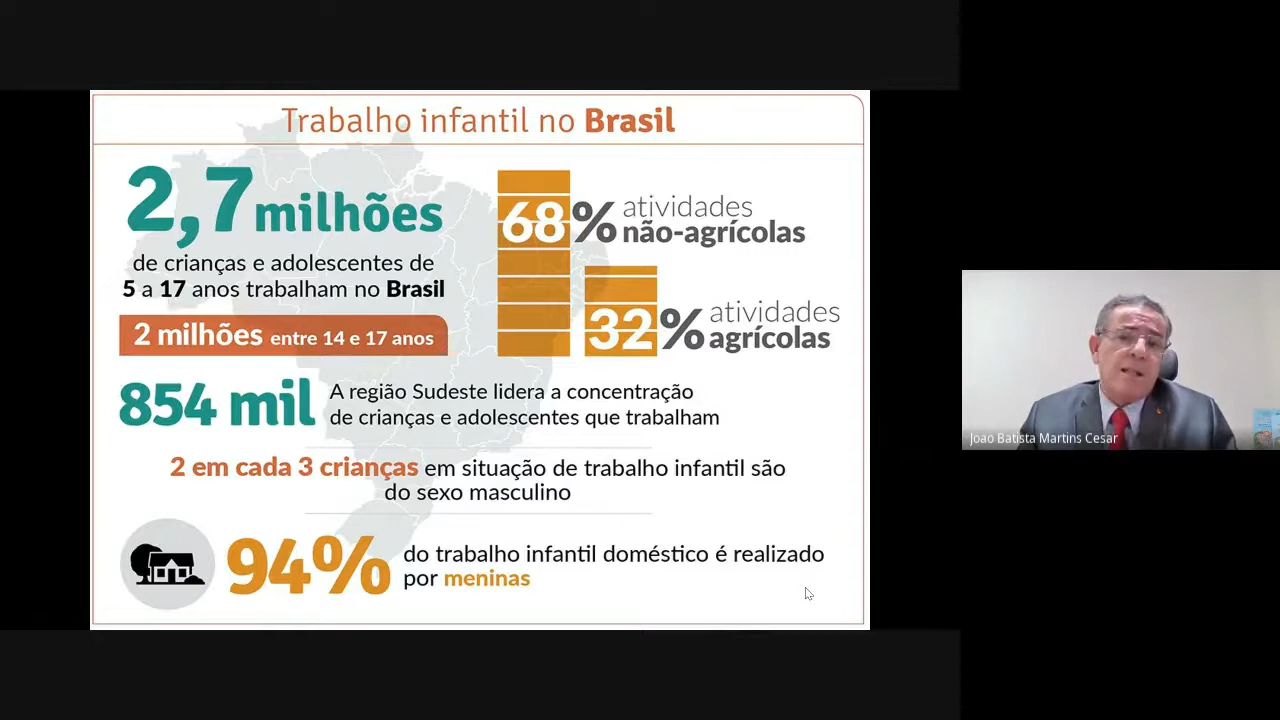 Trabalho infantil no Brasil
2,7 milhões
de crianças e adolescentes de
5 a 17 anos trabalham no Brasil
2 milhões entre 14 e 17 anos
68% atividades
não-agrícolas
32% atividades
agrícolas
854 mil
A região Sudeste lidera a concentração
de crianças e adolescentes que trabalham
2 em cada 3 crianças em situação de trabalho infantil são
do sexo masculino
94%
do trabalho infantil doméstico é realizado
por meninas
Joao Batista Martins Cesar